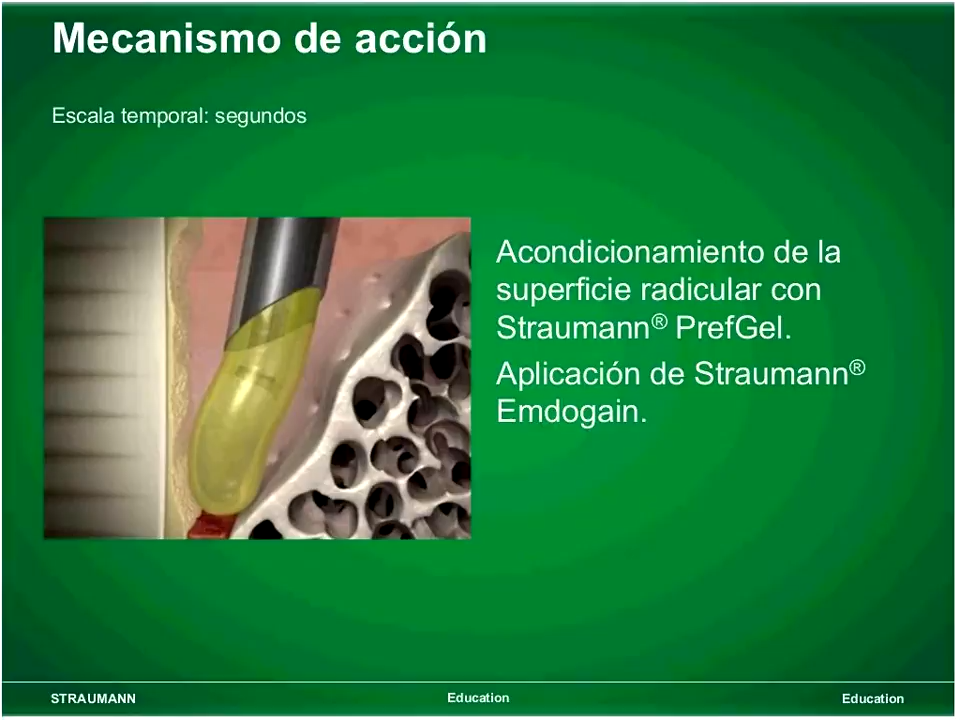 Mecanismo de acción
Escala temporal: segundos
Acondicionamiento de la
superficie radicular con
Straumann® PrefGel.
Aplicación de Straumann®
Emdogain.
STRAUMANN
Education
Education